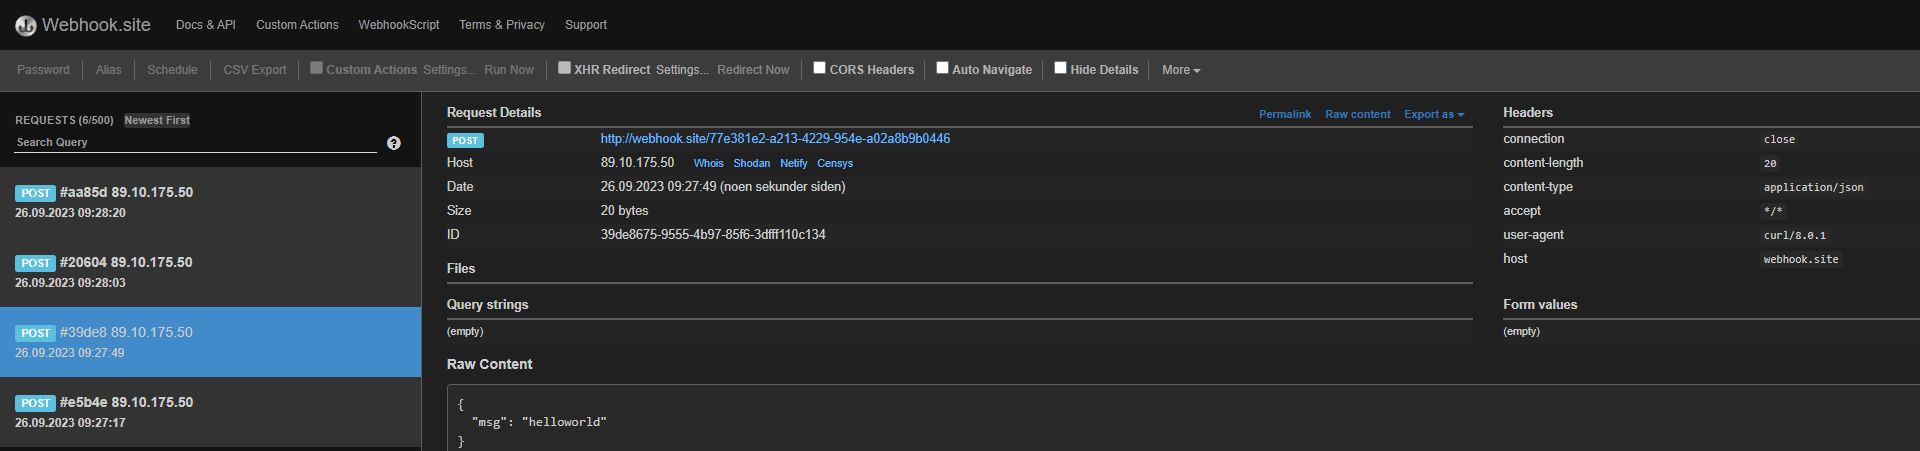 Webhook.site Docs & API Custom Actions WebhookScript Terms & Privacy Support
Password Alias Schedule CSV Export Custom Actions Settings... Run Now XHR Redirect Settings... Redirect Now CORS Headers Auto Navigate Hide Details More
REQUESTS (6/500) Newest First
Search Query
POST #aa85d 89.10.175.50
26.09.2023 09:28:20
POST #20604 89.10.175.50
26.09.2023 09:28:03
POST #39de8 89.10.175.50
26.09.2023 09:27:49
POST #e5b4e 89.10.175.50
26.09.2023 09:27:17
Request Details Permalink Raw content Export as
POST http://webhook.site/77e381e2-a213-4229-954e-a02a8b9b0446
Host 89.10.175.50 Whois Shodan Netify Censys
Date 26.09.2023 09:27:49 (noen sekunder siden)
Size 20 bytes
ID 39de8675-9555-4b97-85f6-3dfff110c134
Files
Query strings
(empty)
Raw Content
{
"msg": "helloworld"
}
Headers
connection close
content-length 20
content-type application/json
accept */*
user-agent curl/8.0.1
host webhook.site
Form values
(empty)